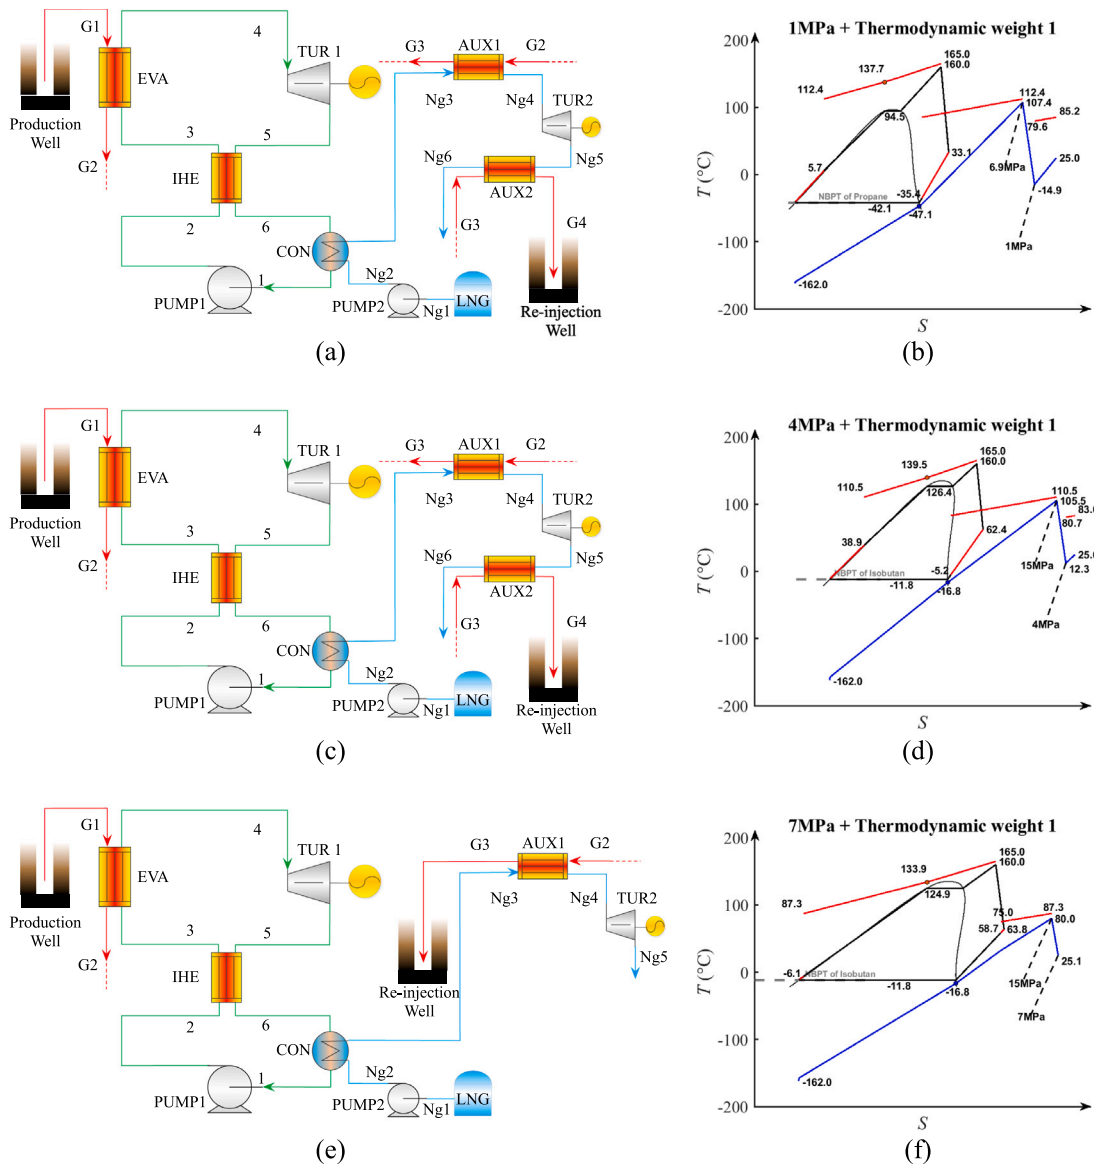 G1
4
TUR 1
G3
AUX1
G2
EVA
Ng3
Ng4
TUR2
Production
Well
3
5
G2
Ng6
Ng5
IHE
AUX2
2
6
G3
G4
CON
Ng2
1
PUMP1
PUMP2
Ng1
LNG
Re-injection
Well
(a)
1MPa + Thermodynamic weight 1
200
100
0
-100
-200
T (°C)
S
165.0
160.0
137.7
112.4
94.5
112.4
107.4
85.2
79.6
5.7
33.1
6.9MPa
25.0
-14.9
NBPT of Propane
-35.4
-42.1
-47.1
1MPa
-162.0
(b)
G1
4
TUR 1
G3
AUX1
G2
EVA
Ng3
Ng4
TUR2
Production
Well
3
5
G2
Ng6
Ng5
IHE
AUX2
2
6
G3
G4
CON
Ng2
1
PUMP1
PUMP2
Ng1
LNG
Re-injection
Well
(c)
4MPa + Thermodynamic weight 1
200
100
0
-100
-200
T (°C)
S
165.0
160.0
139.5
110.5
126.4
110.5
105.5
83.0
80.7
38.9
62.4
15MPa
25.0
12.3
NBPT of Isobutan
-5.2
-11.8
-16.8
4MPa
-162.0
(d)
G1
4
TUR 1
G3
AUX1
G2
EVA
Ng3
Ng4
TUR2
Production
Well
3
5
G2
Ng5
IHE
Re-injection
Well
2
6
CON
Ng2
1
PUMP1
PUMP2
Ng1
LNG
(e)
7MPa + Thermodynamic weight 1
200
100
0
-100
-200
T (°C)
S
165.0
160.0
133.9
87.3
124.9
75.0
87.3
80.0
58.7
63.8
25.1
-6.1
NBPT of Isobutan
-11.8
-16.8
15MPa
7MPa
-162.0
(f)